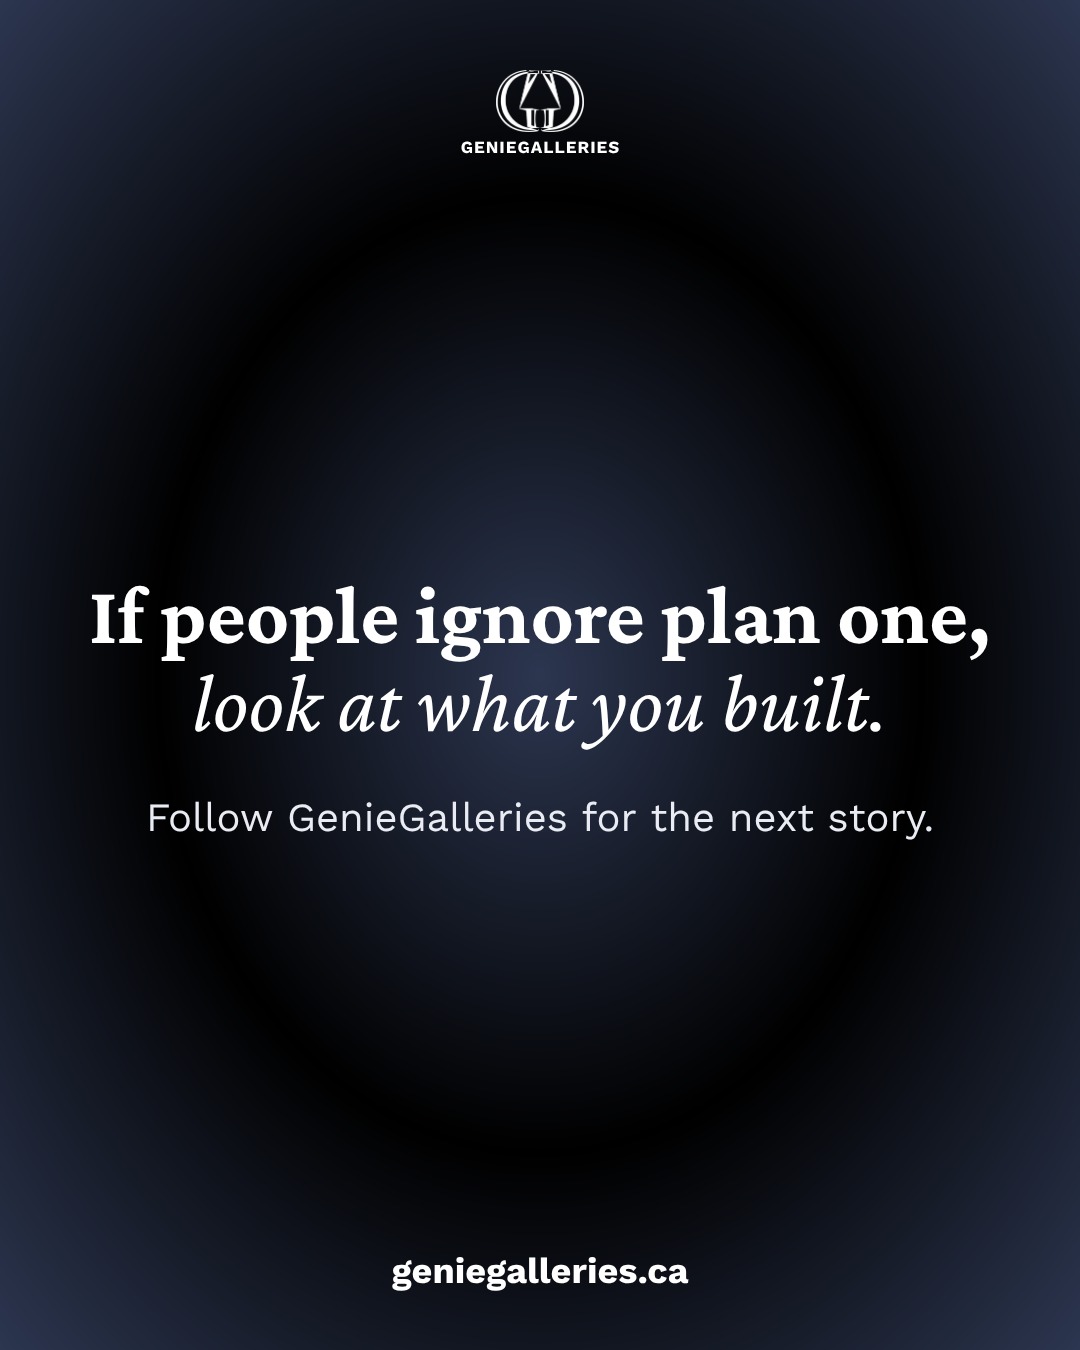 GENIEGALLERIES
If people ignore plan one,
look at what you built.
Follow GenieGalleries for the next story.
geniegalleries.ca